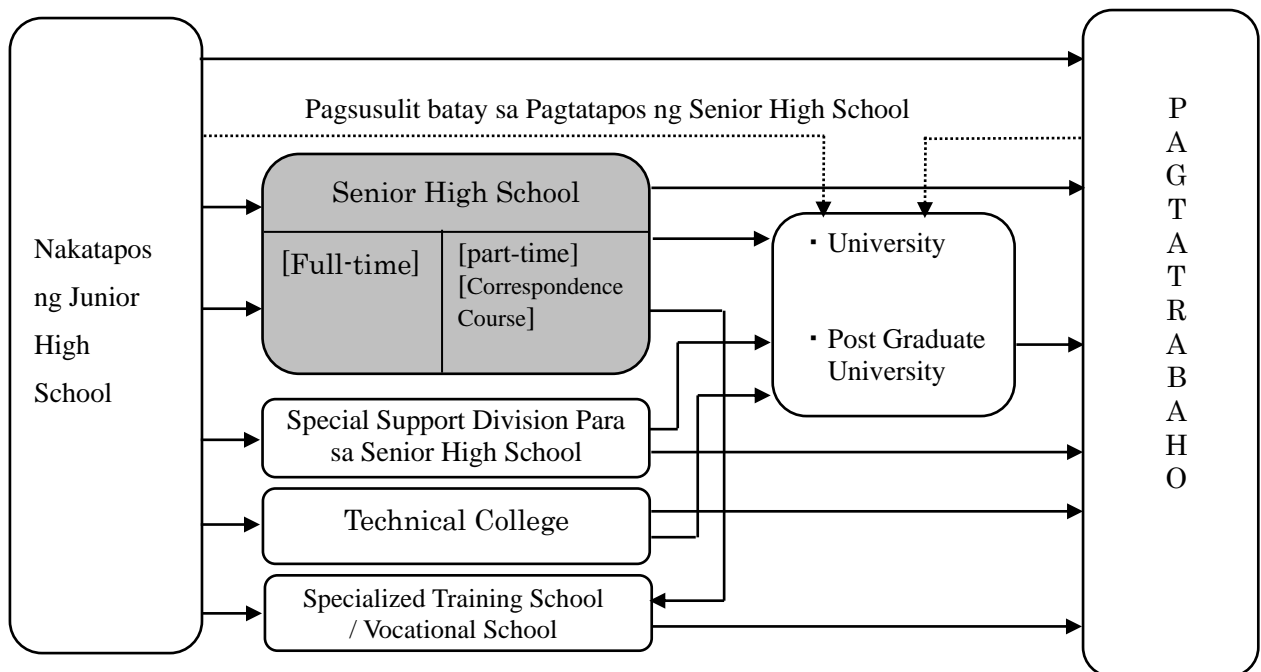 Nakatapos
ng Junior
High
School
Pagsusulit batay sa Pagtatapos ng Senior High School
Senior High School
[Full-time]
[part-time]
[Correspondence
Course]
Special Support Division Para
sa Senior High School
Technical College
Specialized Training School
/ Vocational School
・University
・Post Graduate
University
P
A
G
T
A
T
R
A
B
A
H
O